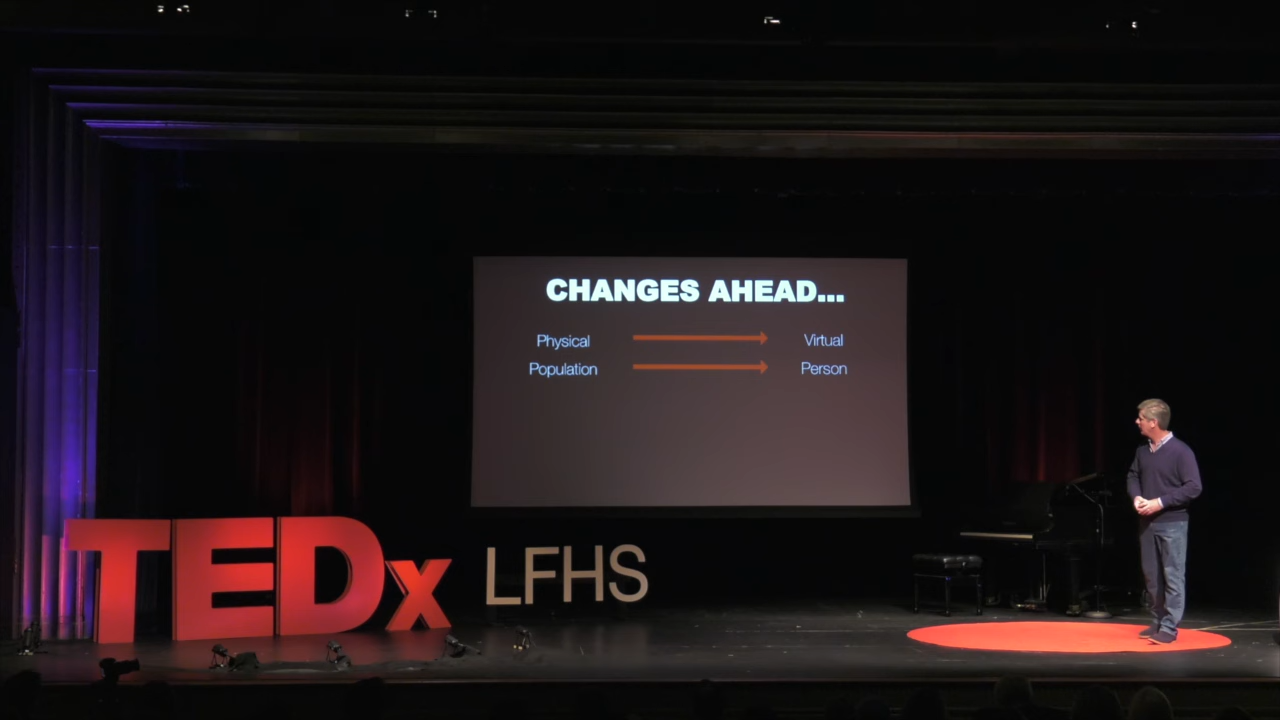 CHANGES AHEAD...
Physical Virtual
Population Person
TEDx LFHS